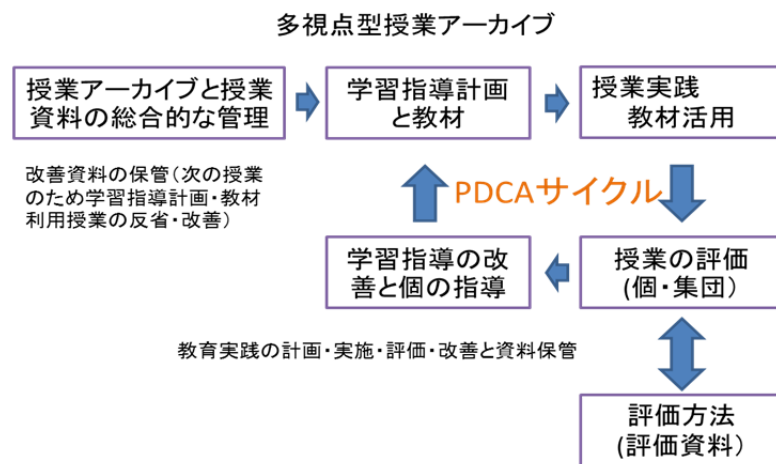 多視点型授業アーカイブ
授業アーカイブと授業
資料の総合的な管理
学習指導計画
と教材
授業実践
教材活用
改善資料の保管(次の授業
のため学習指導計画・教材
利用授業の反省・改善)
PDCAサイクル
学習指導の改
善と個の指導
授業の評価
(個・集団)
教育実践の計画・実施・評価・改善と資料保管
評価方法
(評価資料)